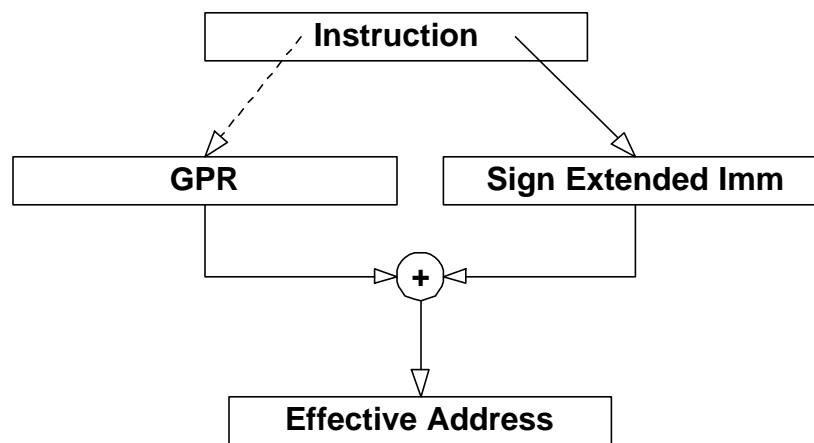 Instruction
GPR
Sign Extended Imm
+
Effective Address